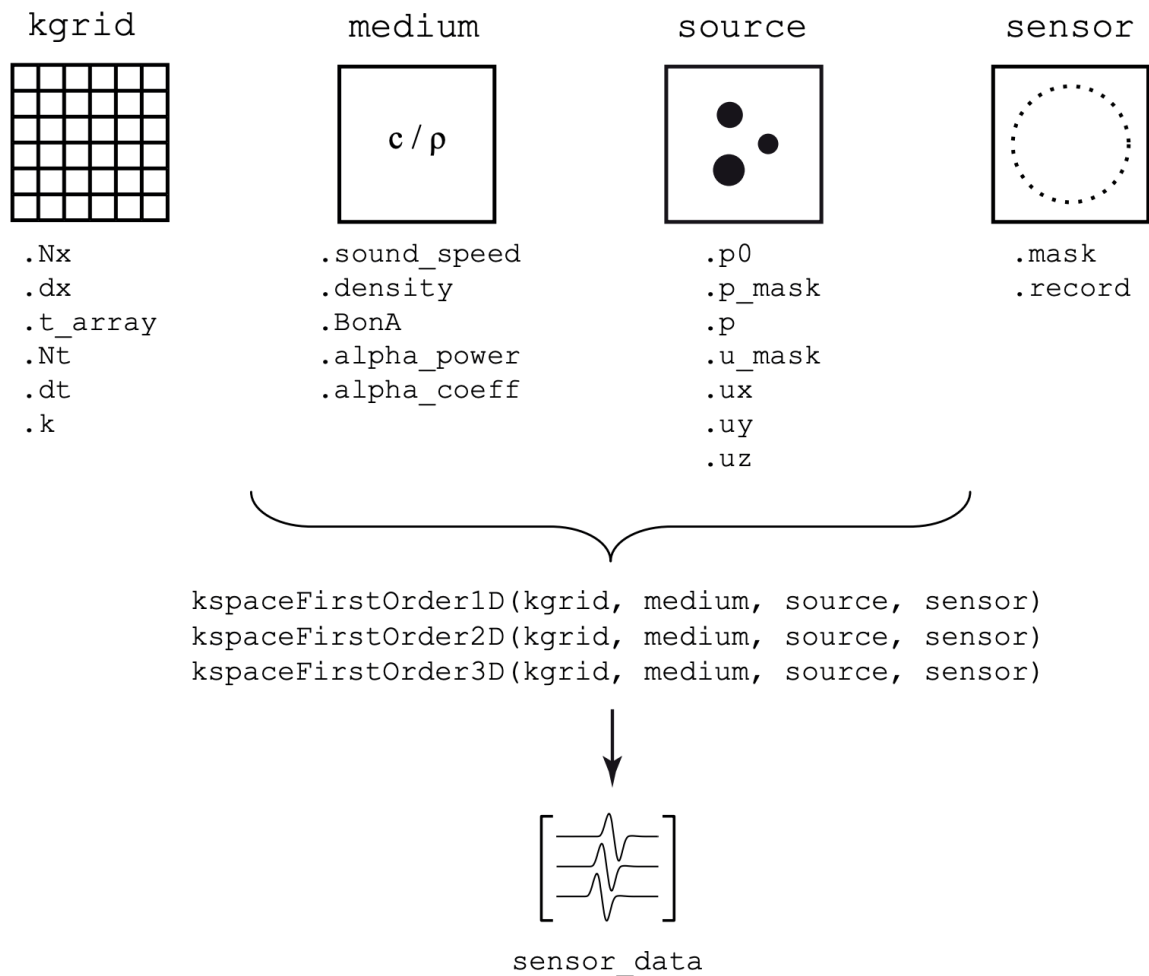 kgrid
medium
source
sensor
c / ρ
.Nx
.dx
.t_array
.Nt
.dt
.k
.sound_speed
.density
.BonA
.alpha_power
.alpha_coeff
.p0
.p_mask
.p
.u_mask
.ux
.uy
.uz
.mask
.record
kspaceFirstOrder1D(kgrid, medium, source, sensor)
kspaceFirstOrder2D(kgrid, medium, source, sensor)
kspaceFirstOrder3D(kgrid, medium, source, sensor)
sensor_data